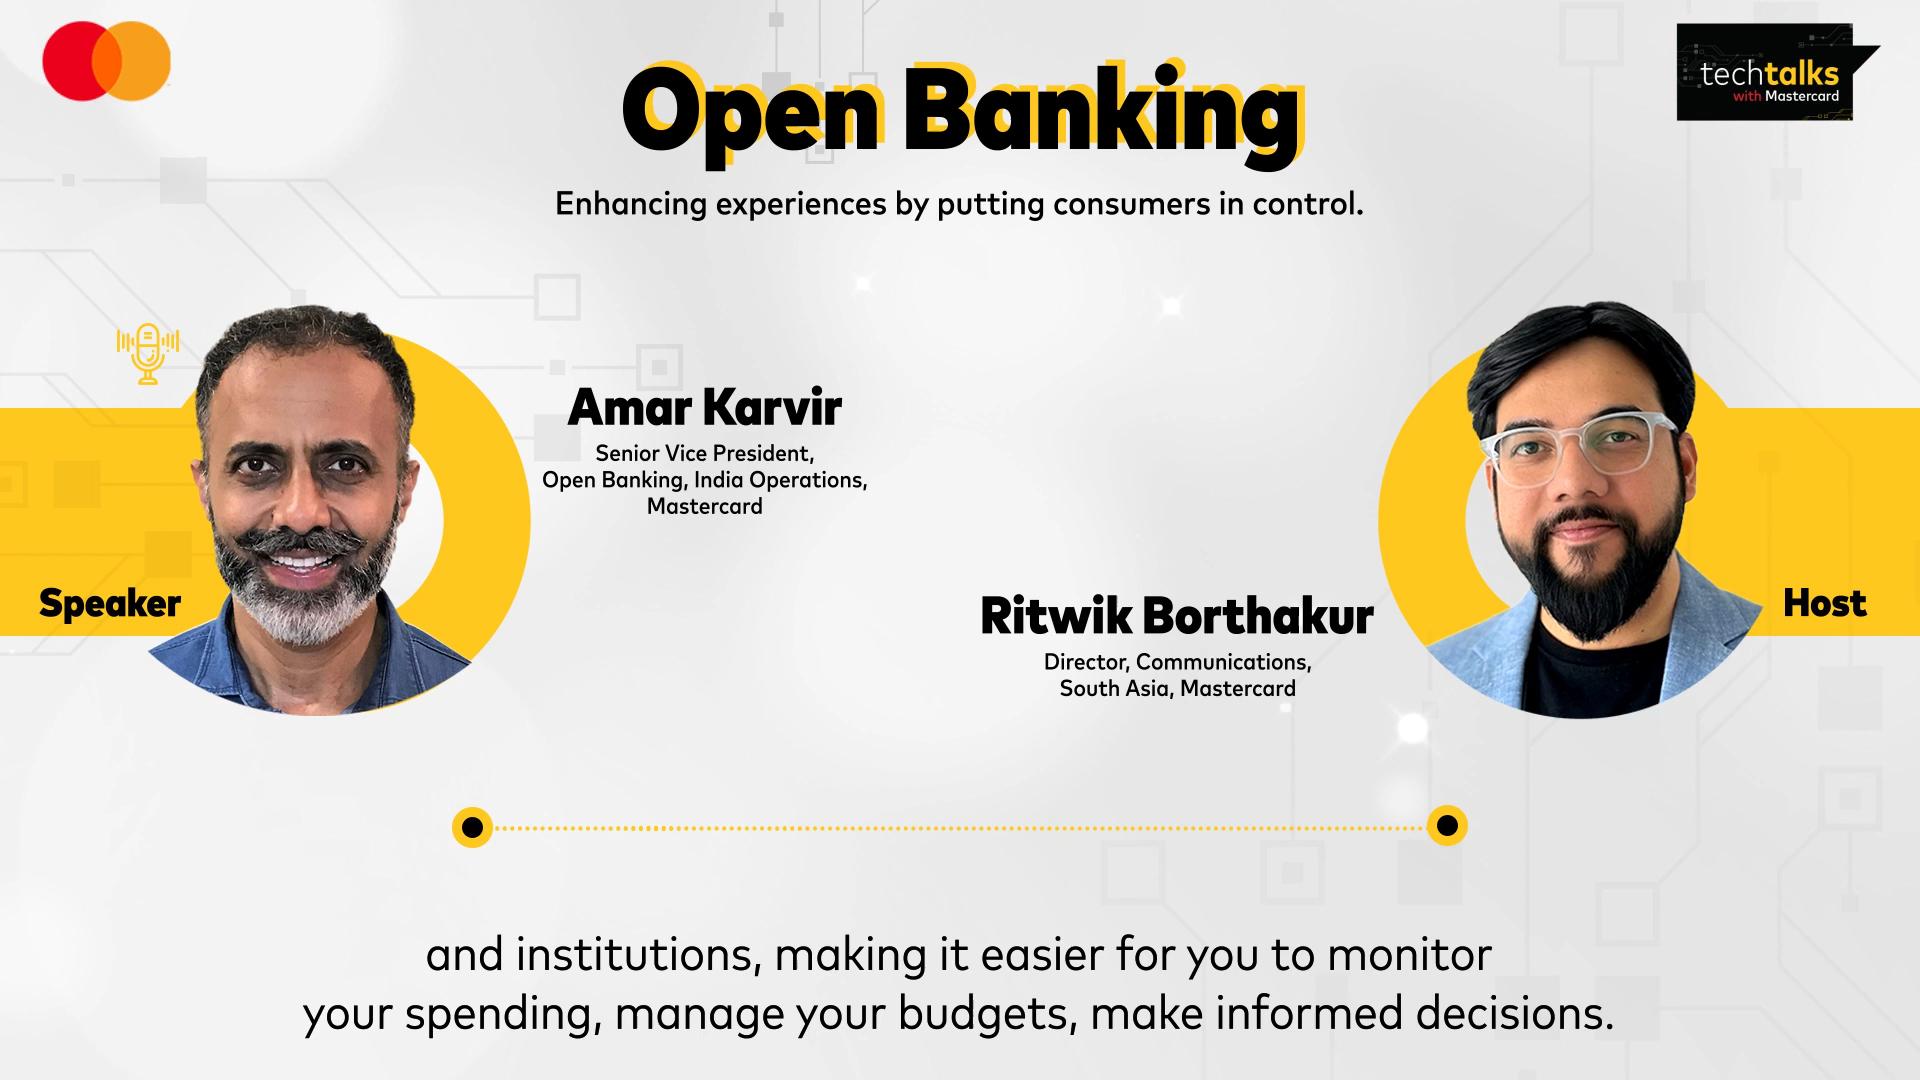 techtalks
with Mastercard
Open Banking
Enhancing experiences by putting consumers in control.
Amar Karvir
Senior Vice President,
Open Banking, India Operations,
Mastercard
Speaker
Ritwik Borthakur
Director, Communications,
South Asia, Mastercard
Host
and institutions, making it easier for you to monitor
your spending, manage your budgets, make informed decisions.